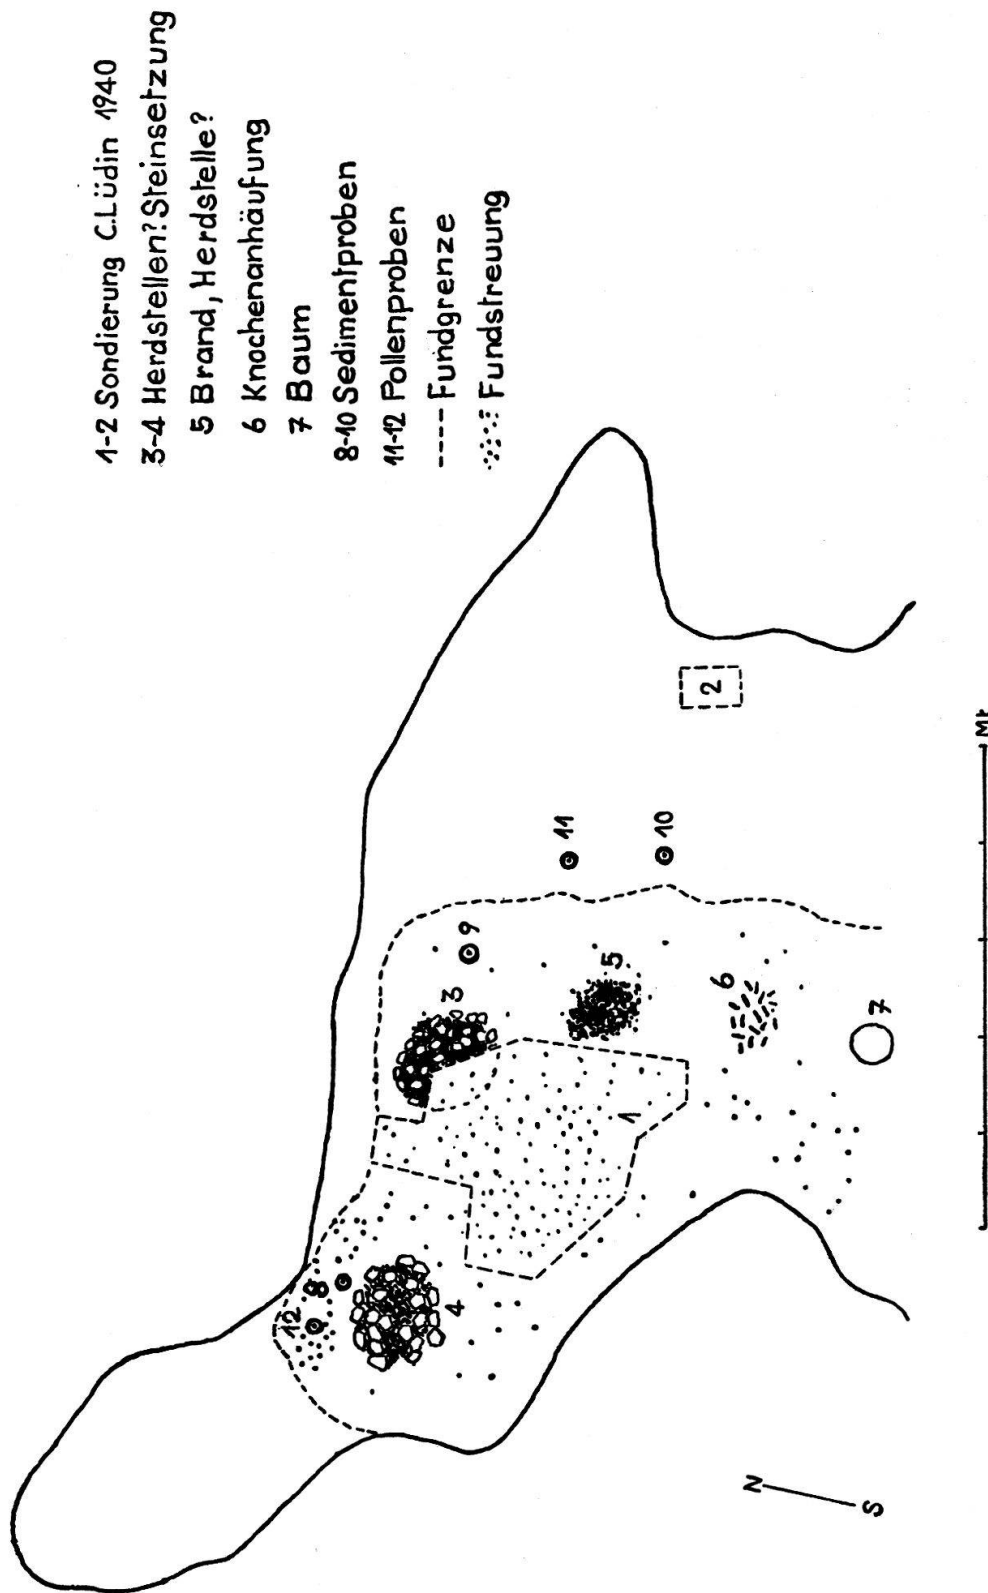 1-2 Sondierung C.Lüdin 1940
3-4 Herdstellen? Steinsetzung
5 Brand, Herdstelle?
6 Knochenanhäufung
7 Baum
8-10 Sedimentproben
11-12 Pollenproben
Fundgrenze
Fundstreuung
12
8
4
3
9
11
10
2
1
5
6
7
N
S